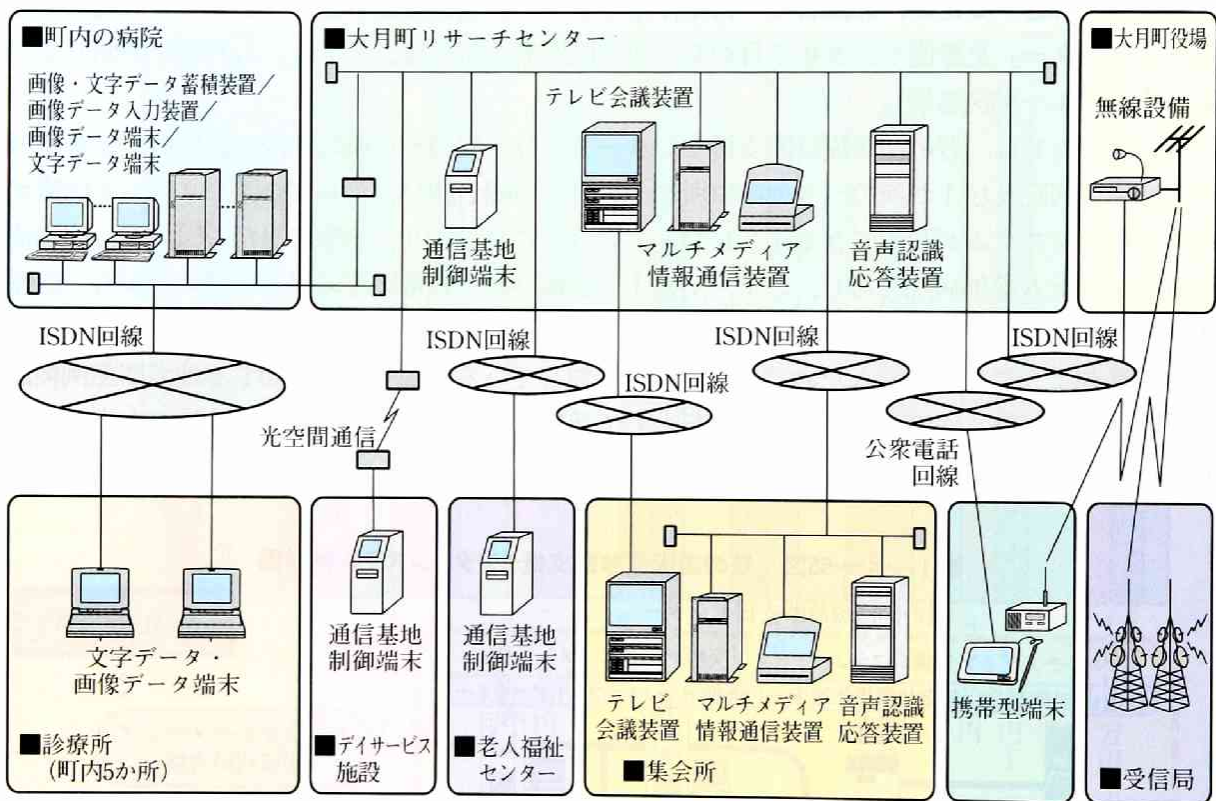 ■町内の病院
画像・文字データ蓄積装置／
画像データ入力装置／
画像データ端末／
文字データ端末
■大月町リサーチセンター
テレビ会議装置
通信基地
制御端末
マルチメディア
情報通信装置
音声認識
応答装置
■大月町役場
無線設備
ISDN回線
ISDN回線
ISDN回線
ISDN回線
ISDN回線
光空間通信
公衆電話
回線
文字データ・
画像データ端末
■診療所
(町内5か所)
通信基地
制御端末
■デイサービス
施設
通信基地
制御端末
■老人福祉
センター
テレビ
会議装置
マルチメディア
情報通信装置
音声認識
応答装置
■集会所
携帯型端末
■受信局